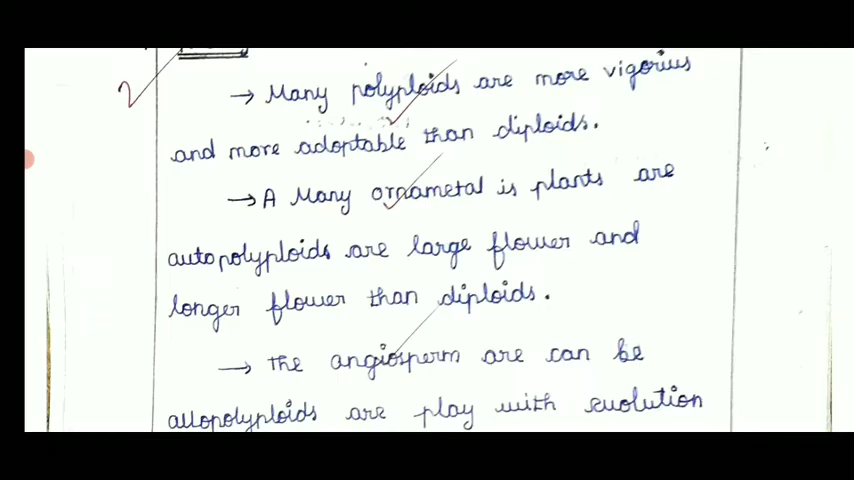 2
→ Many polyploids are more vigorius
and more adoptable than diploids.
→ A Many ornametal is plants are
autopolyploids are large flower and
longer flower than diploids.
→ The angiosperm are can be
allopolyploids are play with evolution